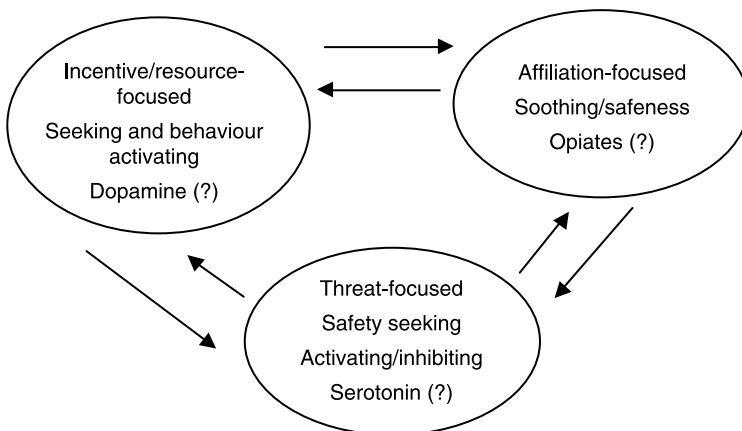 Incentive/resource-
focused
Seeking and behaviour
activating
Dopamine (?)
Affiliation-focused
Soothing/safeness
Opiates (?)
Threat-focused
Safety seeking
Activating/inhibiting
Serotonin (?)